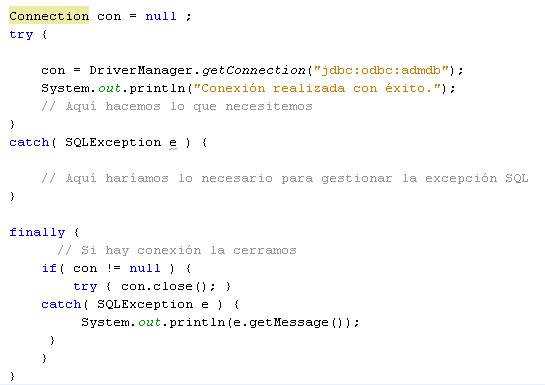 Connection con = null ;
try {
con = DriverManager.getConnection("jdbc:odbc:admdb");
System.out.println("Conexión realizada con éxito.");
// Aquí hacemos lo que necesitemos
}
catch( SQLException e ) {
// Aquí haríamos lo necesario para gestionar la excepción SQL
}
finally {
// Si hay conexión la cerramos
if( con != null ) {
try { con.close(); }
catch( SQLException e ) {
System.out.println(e.getMessage());
}
}
}